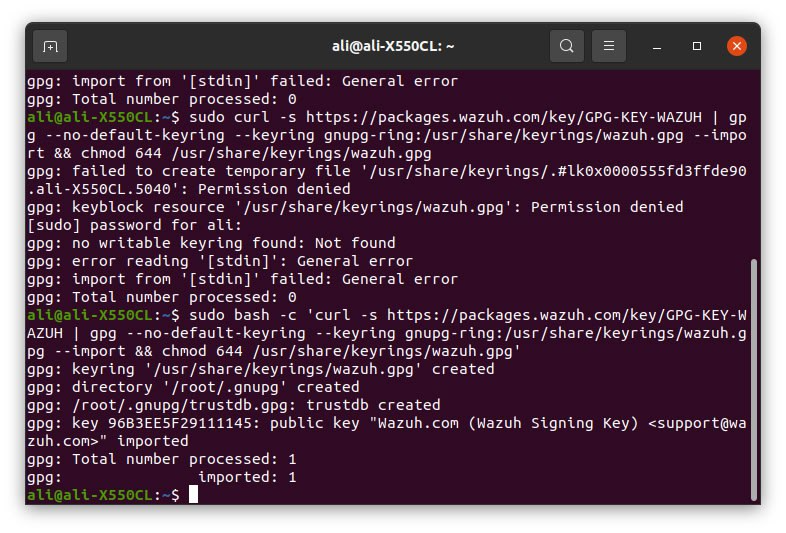 ali@ali-X550CL: ~
gpg: import from '[stdin]' failed: General error
gpg: Total number processed: 0
ali@ali-X550CL:~$ sudo curl -s https://packages.wazuh.com/key/GPG-KEY-WAZUH | gp
g --no-default-keyring --keyring gnupg-ring:/usr/share/keyrings/wazuh.gpg --impo
rt && chmod 644 /usr/share/keyrings/wazuh.gpg
gpg: failed to create temporary file '/usr/share/keyrings/.#lk0x0000555fd3ffde90
.ali-X550CL.5040': Permission denied
gpg: keyblock resource '/usr/share/keyrings/wazuh.gpg': Permission denied
[sudo] password for ali:
gpg: no writable keyring found: Not found
gpg: error reading '[stdin]': General error
gpg: import from '[stdin]' failed: General error
gpg: Total number processed: 0
ali@ali-X550CL:~$ sudo bash -c 'curl -s https://packages.wazuh.com/key/GPG-KEY-W
AZUH | gpg --no-default-keyring --keyring gnupg-ring:/usr/share/keyrings/wazuh.g
pg --import && chmod 644 /usr/share/keyrings/wazuh.gpg'
gpg: keyring '/usr/share/keyrings/wazuh.gpg' created
gpg: directory '/root/.gnupg' created
gpg: /root/.gnupg/trustdb.gpg: trustdb created
gpg: key 96B3EE5F29111145: public key "Wazuh.com (Wazuh Signing Key) <support@wa
zuh.com>" imported
gpg: Total number processed: 1
gpg:               imported: 1
ali@ali-X550CL:~$